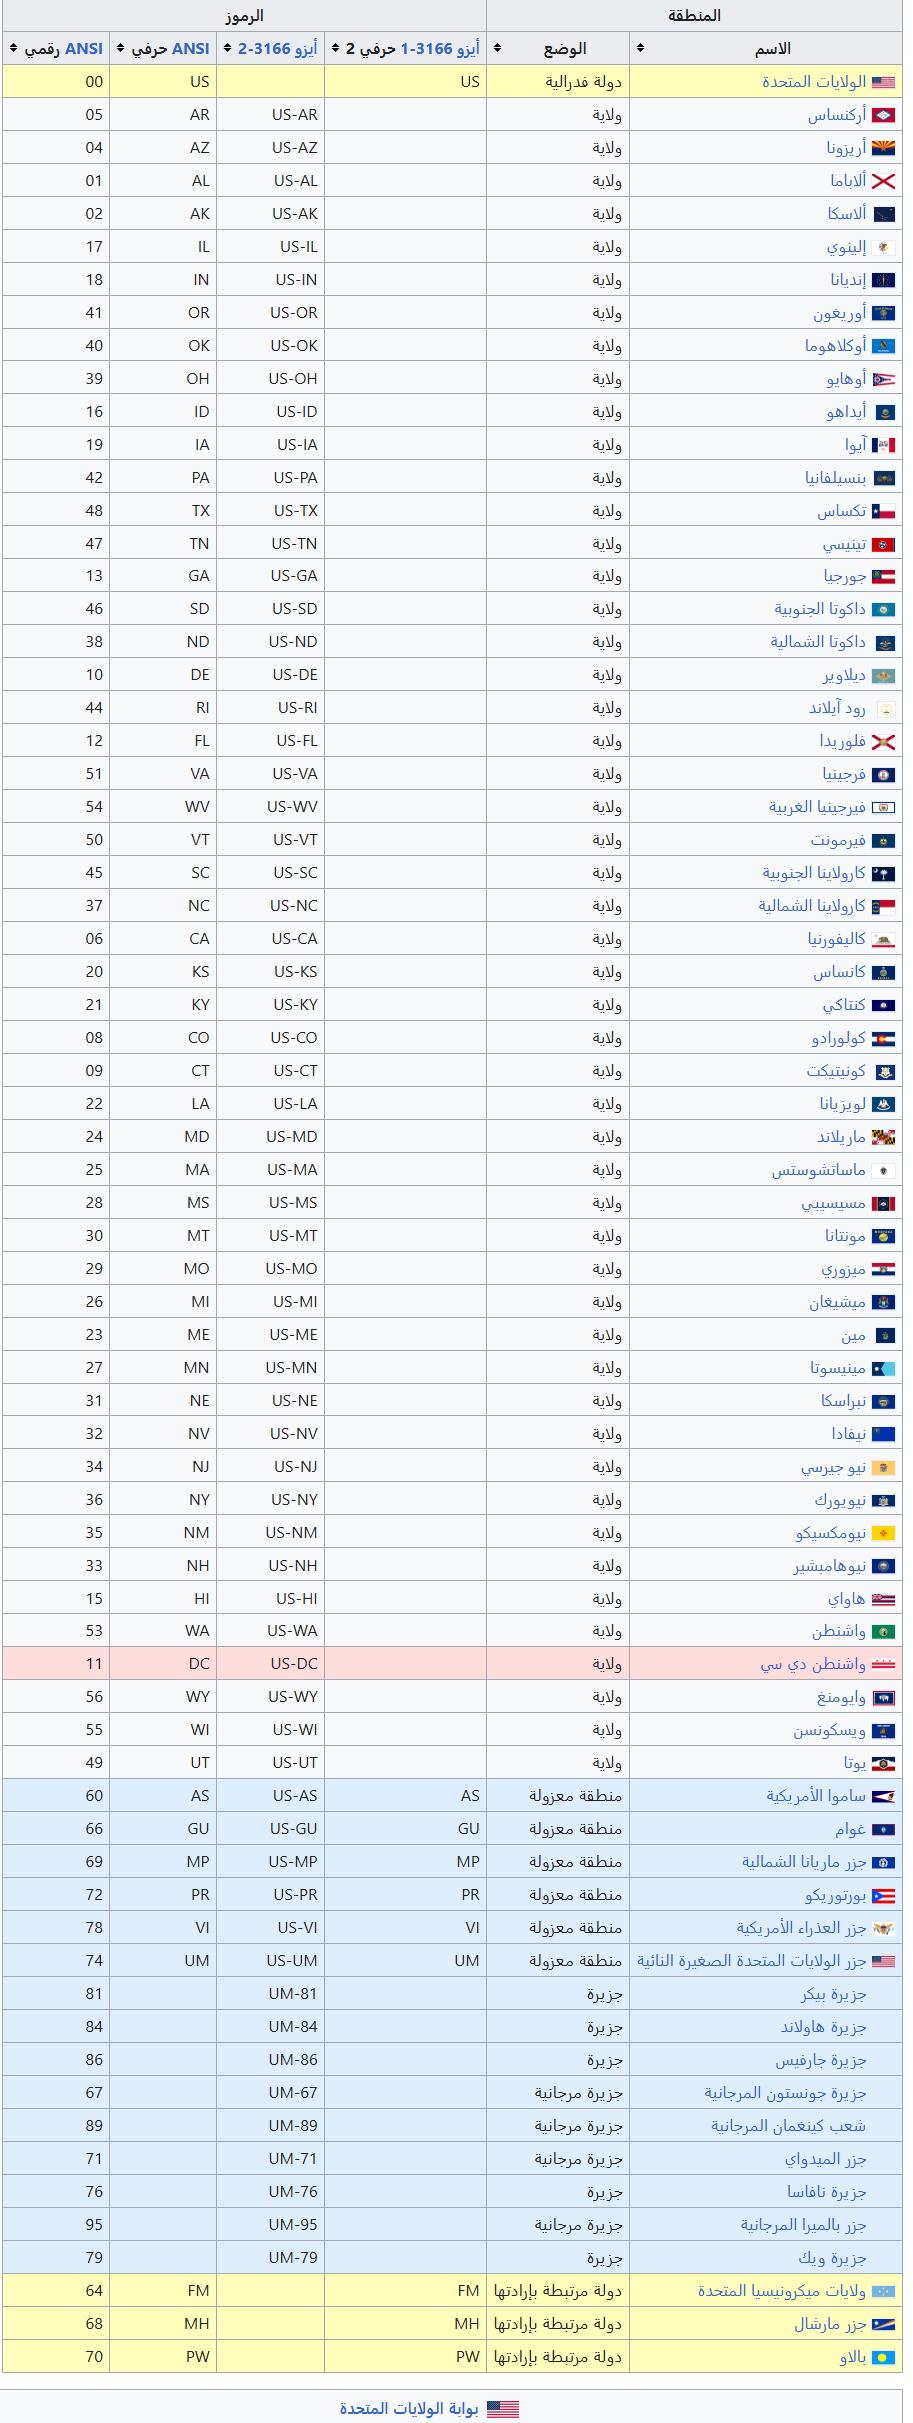 المنطقة الرموز
الاسم الوضع أيزو 3166-1 حرفي 2 أيزو 3166-2 ANSI حرفي ANSI رقمي
الولايات المتحدة دولة فدرالية US US 00
أركنساس ولاية US-AR AR 05
أريزونا ولاية US-AZ AZ 04
ألاباما ولاية US-AL AL 01
ألاسكا ولاية US-AK AK 02
إلينوي ولاية US-IL IL 17
إنديانا ولاية US-IN IN 18
أوريغون ولاية US-OR OR 41
أوكلاهوما ولاية US-OK OK 40
أوهايو ولاية US-OH OH 39
أيداهو ولاية US-ID ID 16
آيوا ولاية US-IA IA 19
بنسيلفانيا ولاية US-PA PA 42
تكساس ولاية US-TX TX 48
تينيسي ولاية US-TN TN 47
جورجيا ولاية US-GA GA 13
داكوتا الجنوبية ولاية US-SD SD 46
داكوتا الشمالية ولاية US-ND ND 38
ديلاوير ولاية US-DE DE 10
رود آيلاند ولاية US-RI RI 44
فلوريدا ولاية US-FL FL 12
فرجينيا ولاية US-VA VA 51
فيرجينيا الغربية ولاية US-WV WV 54
فيرمونت ولاية US-VT VT 50
كارولاينا الجنوبية ولاية US-SC SC 45
كارولاينا الشمالية ولاية US-NC NC 37
كاليفورنيا ولاية US-CA CA 06
كانساس ولاية US-KS KS 20
كنتاكي ولاية US-KY KY 21
كولورادو ولاية US-CO CO 08
كونيتيكت ولاية US-CT CT 09
لويزيانا ولاية US-LA LA 22
ماريلاند ولاية US-MD MD 24
ماساتشوستس ولاية US-MA MA 25
مسيسيبي ولاية US-MS MS 28
مونتانا ولاية US-MT MT 30
ميزوري ولاية US-MO MO 29
ميشيغان ولاية US-MI MI 26
مين ولاية US-ME ME 23
مينيسوتا ولاية US-MN MN 27
نبراسكا ولاية US-NE NE 31
نيفادا ولاية US-NV NV 32
نيو جيرسي ولاية US-NJ NJ 34
نيويورك ولاية US-NY NY 36
نيومكسيكو ولاية US-NM NM 35
نيوهامبشير ولاية US-NH NH 33
هاواي ولاية US-HI HI 15
واشنطن ولاية US-WA WA 53
واشنطن دي سي ولاية US-DC DC 11
وايومنغ ولاية US-WY WY 56
ويسكونسن ولاية US-WI WI 55
يوتا ولاية US-UT UT 49
ساموا الأمريكية منطقة معزولة AS US-AS AS 60
غوام منطقة معزولة GU US-GU GU 66
جزر ماريانا الشمالية منطقة معزولة MP US-MP MP 69
بورتوريكو منطقة معزولة PR US-PR PR 72
جزر العذراء الأمريكية منطقة معزولة VI US-VI VI 78
جزر الولايات المتحدة الصغيرة النائية منطقة معزولة UM US-UM UM 74
جزيرة بيكر جزيرة UM-81 81
جزيرة هاولاند جزيرة UM-84 84
جزيرة جارفيس جزيرة UM-86 86
جزيرة جونستون المرجانية جزيرة مرجانية UM-67 67
شعب كينغمان المرجانية جزيرة مرجانية UM-89 89
جزر الميدواي جزيرة مرجانية UM-71 71
جزيرة نافاسا جزيرة UM-76 76
جزر بالميرا المرجانية جزيرة مرجانية UM-95 95
جزيرة ويك جزيرة UM-79 79
ولايات ميكرونيسيا المتحدة دولة مرتبطة بإرادتها FM FM 64
جزر مارشال دولة مرتبطة بإرادتها MH MH 68
بالاو دولة مرتبطة بإرادتها PW PW 70
بوابة الولايات المتحدة